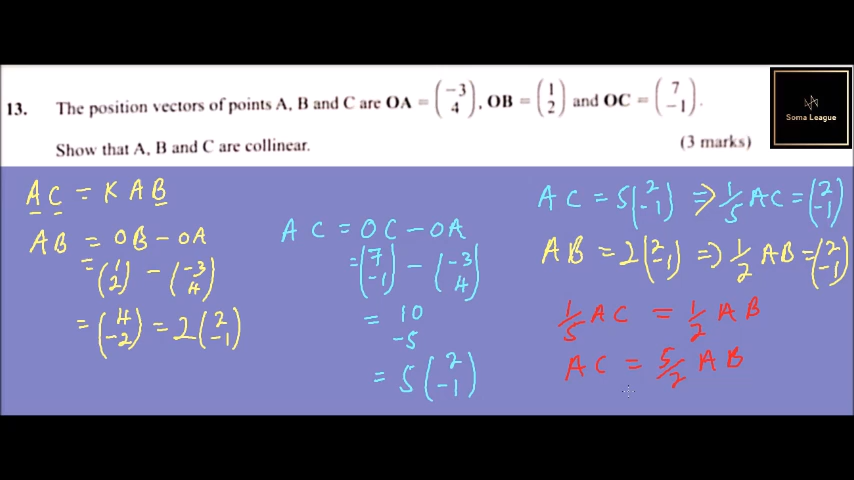 13. The position vectors of points A, B and C are OA = (-3 4), OB = (1 2) and OC = (7 -1).
Soma League
Show that A, B and C are collinear. (3 marks)
AC = K AB
AB = OB - OA
= (1 2) - (-3 4)
= (4 -2) = 2 (2 -1)
AC = OC - OA
= (7 -1) - (-3 4)
= 10 -5
= 5 (2 -1)
AC = 5 (2 -1) => 1/5 AC = (2 -1)
AB = 2 (2 -1) => 1/2 AB = (2 -1)
1/5 AC = 1/2 AB
AC = 5/2 AB